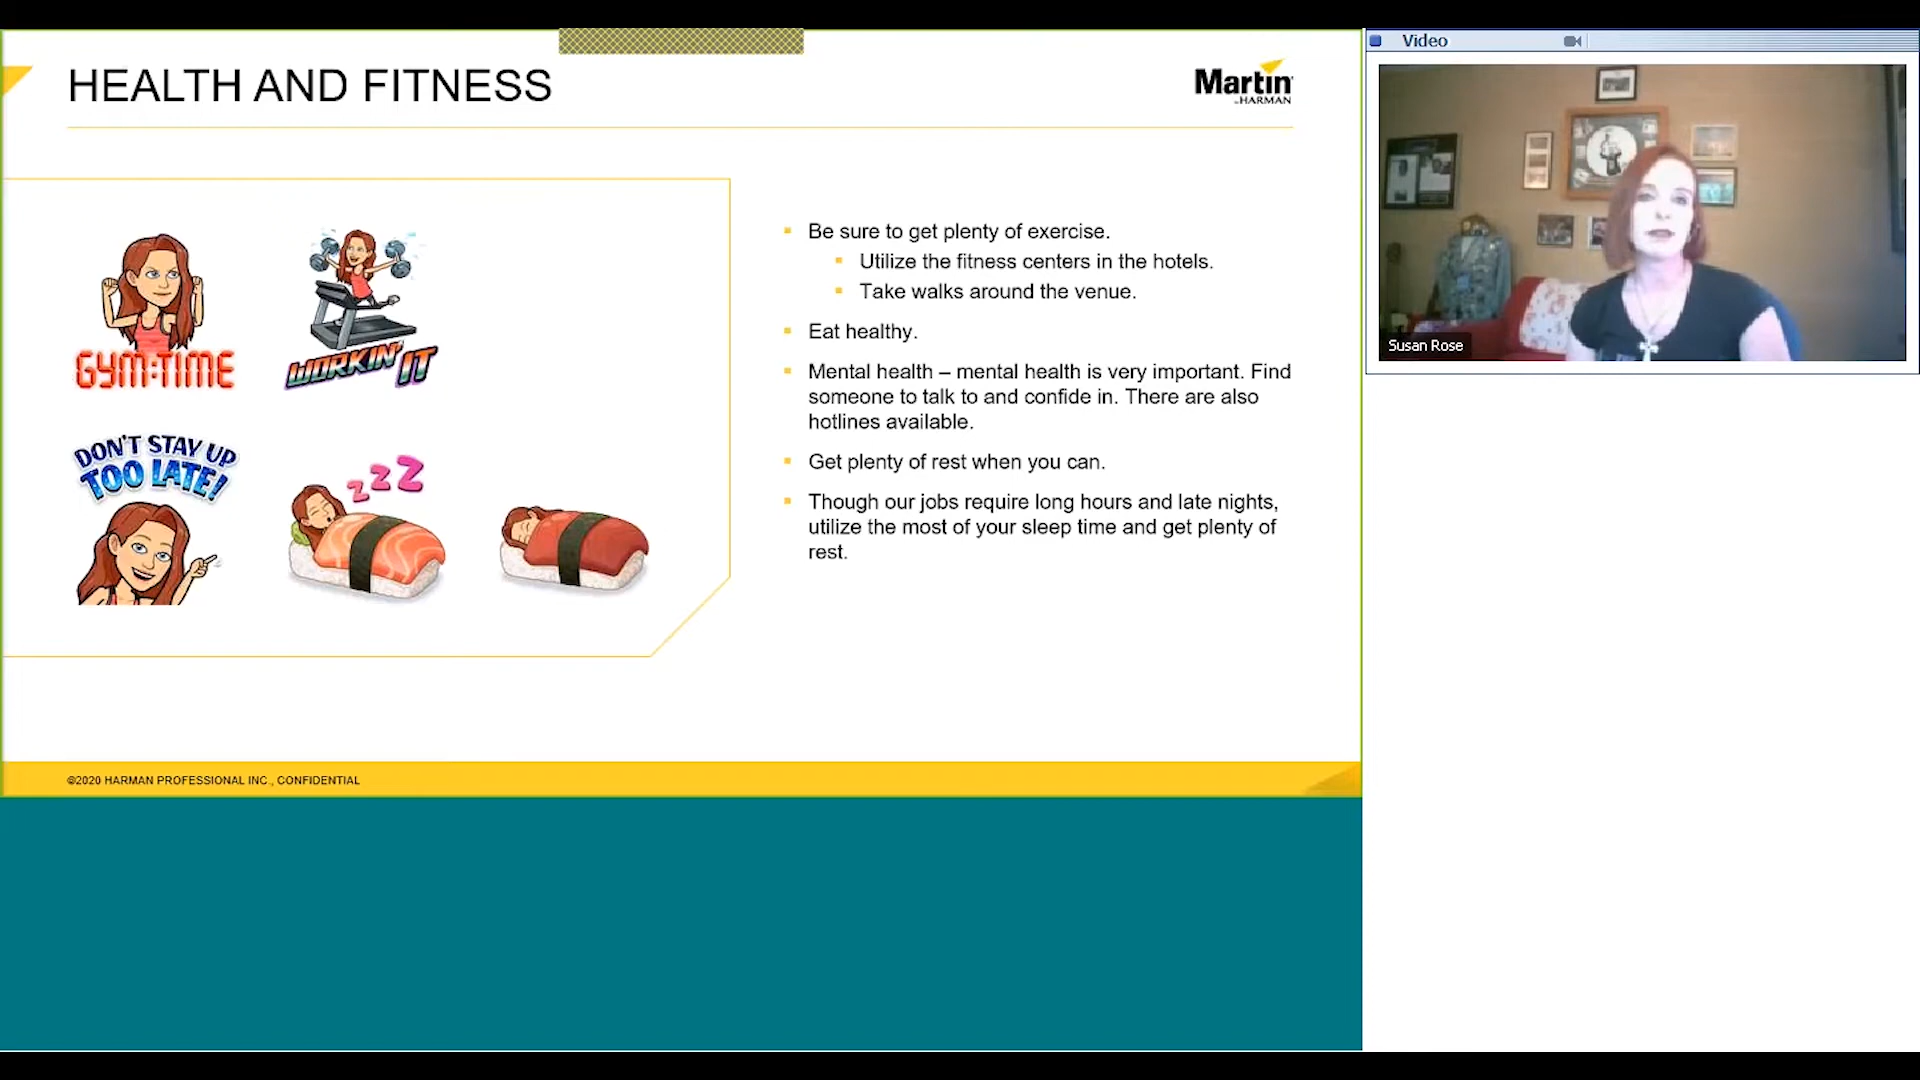 HEALTH AND FITNESS
Martin
by HARMAN
GYM-TIME
WORKIN' IT
DON'T STAY UP
TOO LATE!
zzz
Be sure to get plenty of exercise.
Utilize the fitness centers in the hotels.
Take walks around the venue.
Eat healthy.
Mental health – mental health is very important. Find
someone to talk to and confide in. There are also
hotlines available.
Get plenty of rest when you can.
Though our jobs require long hours and late nights,
utilize the most of your sleep time and get plenty of
rest.
©2020 HARMAN PROFESSIONAL INC., CONFIDENTIAL
Video
Susan Rose